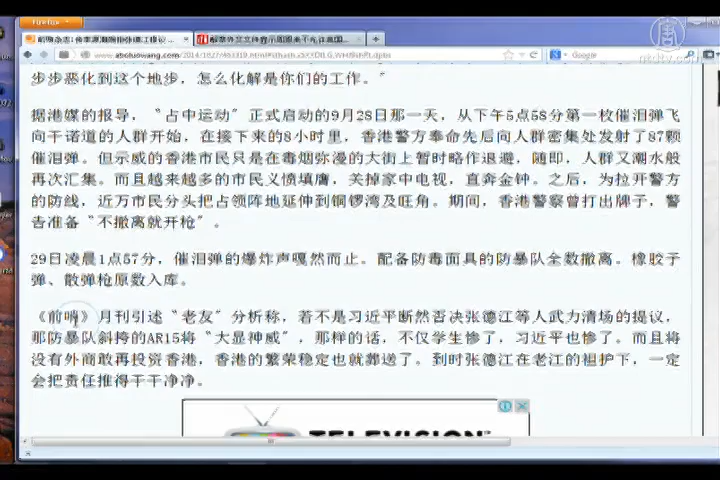 Firefox
唐
ntdtv.com
Google
步步恶化到这个地步，怎么化解是你们的工作。”
据港媒的报导，“占中运动”正式启动的9月28日那一天，从下午5点58分第一枚催泪弹飞
向干诺道的人群开始，在接下来的8小时里，香港警方奉命先后向人群密集处发射了87颗
催泪弹。但示威的香港市民只是在毒烟弥漫的大街上暂时略作退避，随即，人群又潮水般
再次汇集。而且越来越多的市民义愤填膺，关掉家中电视，直奔金钟。之后，为拉开警方
的防线，近万市民分头把占领阵地延伸到铜锣湾及旺角。期间，香港警察曾打出牌子，警
告准备“不撤离就开枪”。
29日凌晨1点57分，催泪弹的爆炸声嘎然而止。配备防毒面具的防暴队全数撤离。橡胶子
弹、散弹枪原数入库。
《前哨》月刊引述“老友”分析称，若不是习近平断然否决张德江等人武力清场的提议，
那防暴队斜挎的AR15将“大显神威”，那样的话，不仅学生惨了，习近平也惨了。而且将
没有外商敢再投资香港，香港的繁荣稳定也就葬送了。到时张德江在老江的祖护下，一定
会把责任推得干干净净。
TELEVISION